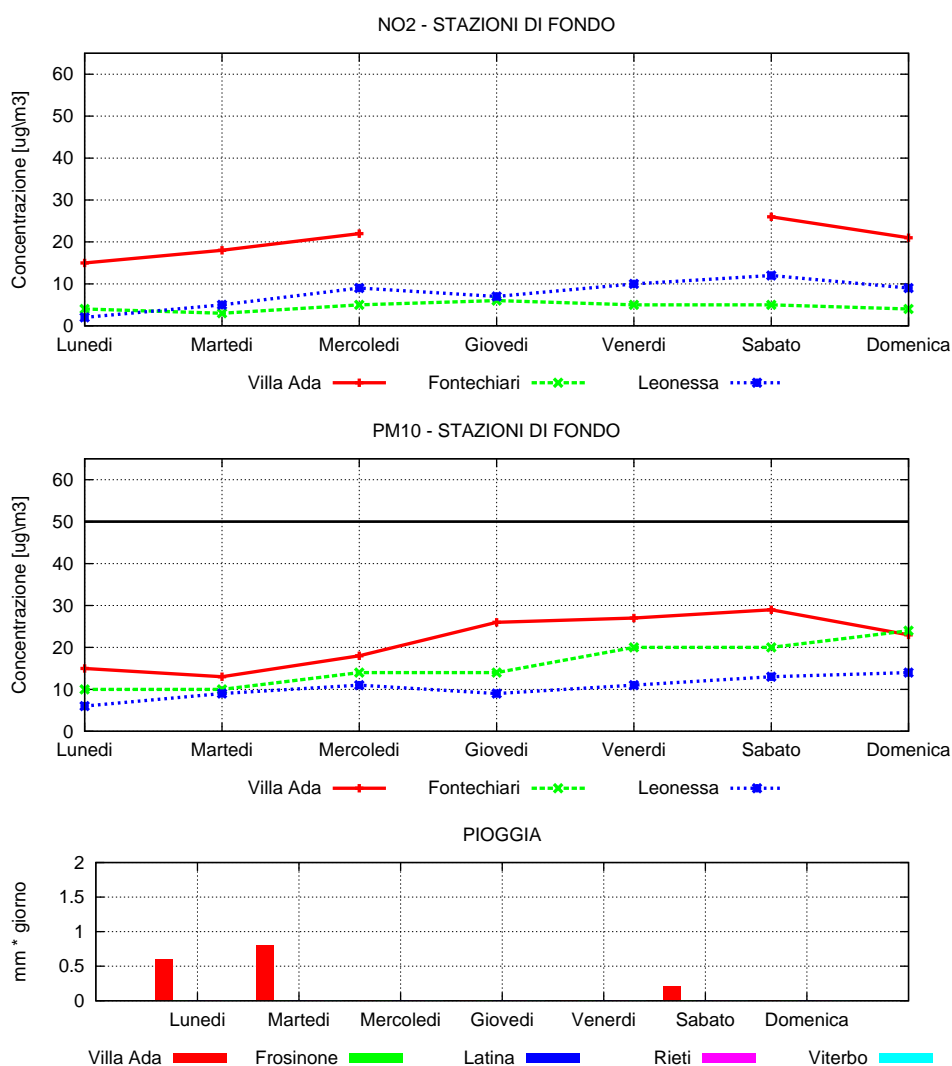 NO2 - STAZIONI DI FONDO
Concentrazione [ug\m3]
60
50
40
30
20
10
0
Lunedi Martedi Mercoledi Giovedi Venerdi Sabato Domenica
Villa Ada Fontechiari Leonessa
PM10 - STAZIONI DI FONDO
Concentrazione [ug\m3]
60
50
40
30
20
10
0
Lunedi Martedi Mercoledi Giovedi Venerdi Sabato Domenica
Villa Ada Fontechiari Leonessa
PIOGGIA
mm * giorno
2
1.5
1
0.5
0
Lunedi Martedi Mercoledi Giovedi Venerdi Sabato Domenica
Villa Ada Frosinone Latina Rieti Viterbo